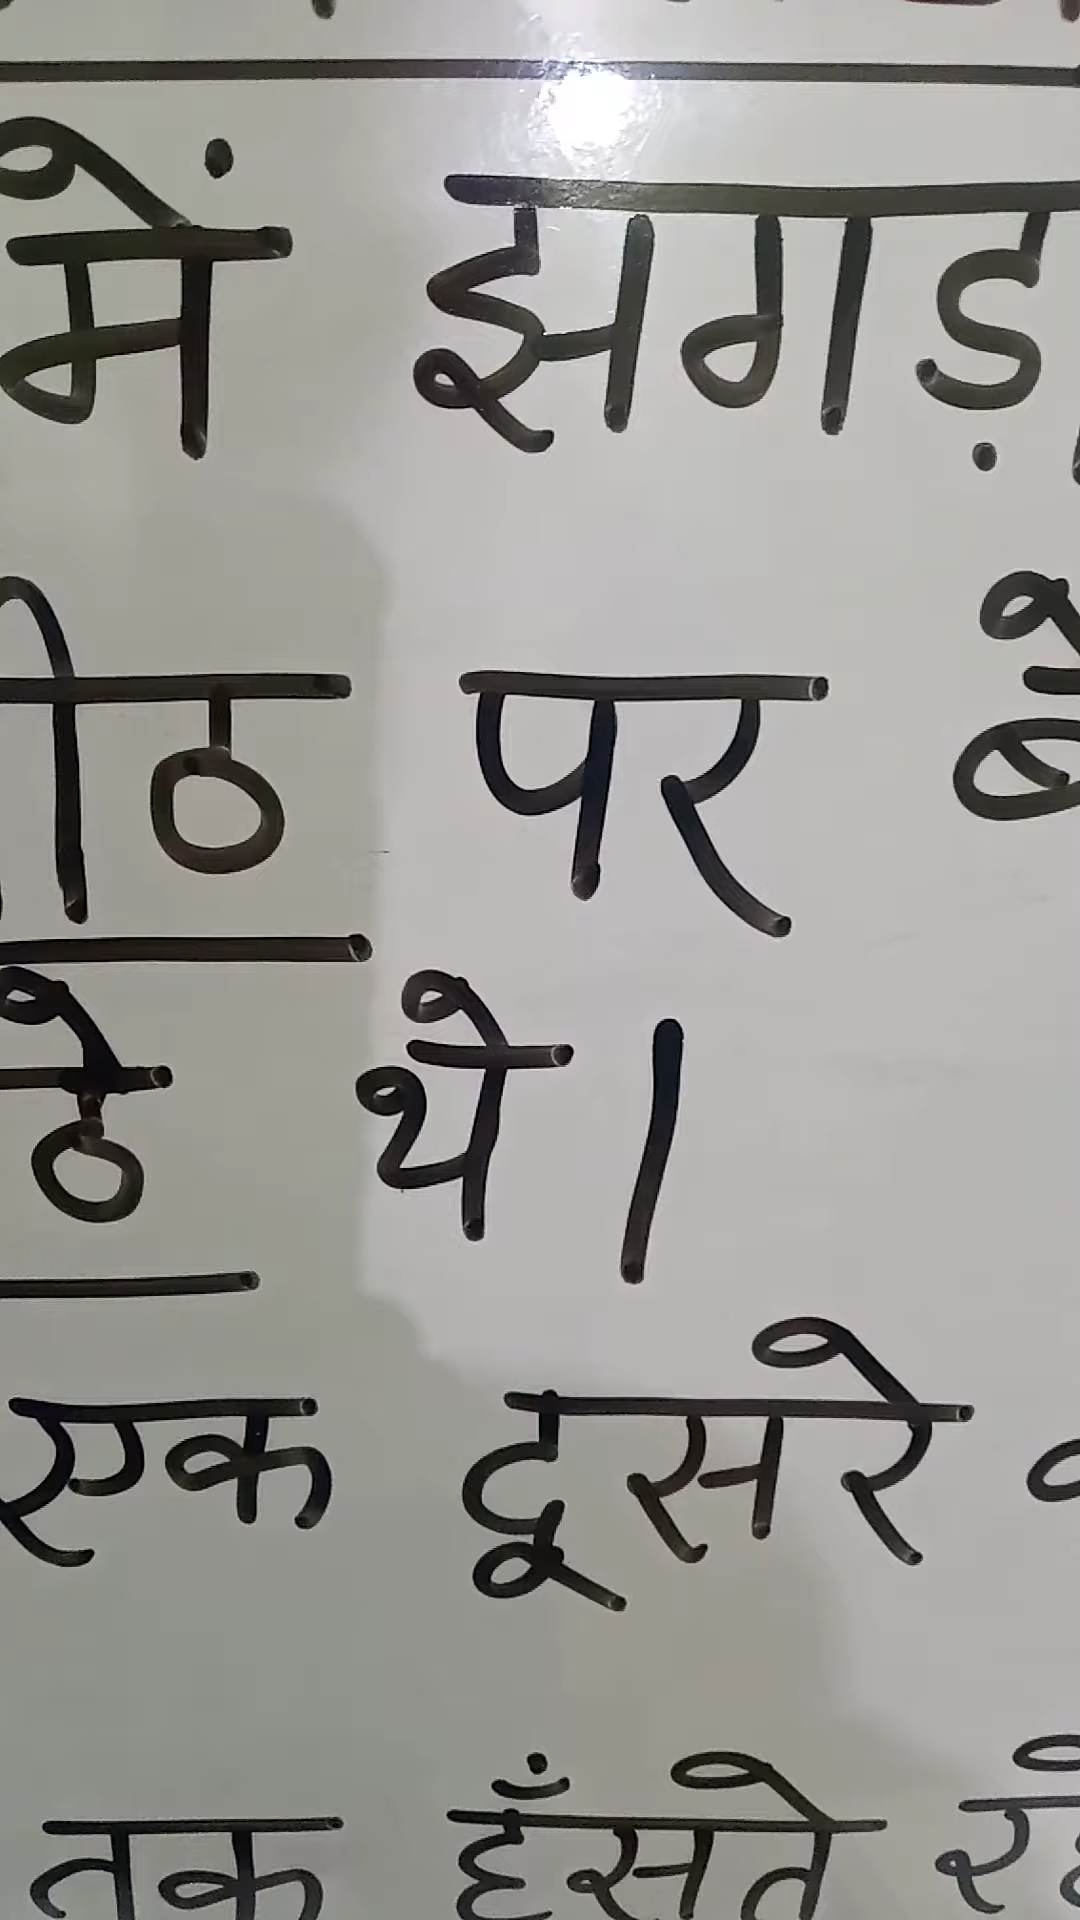 में झगड़
पर
थे।
एक दूसरे
तक हँसते